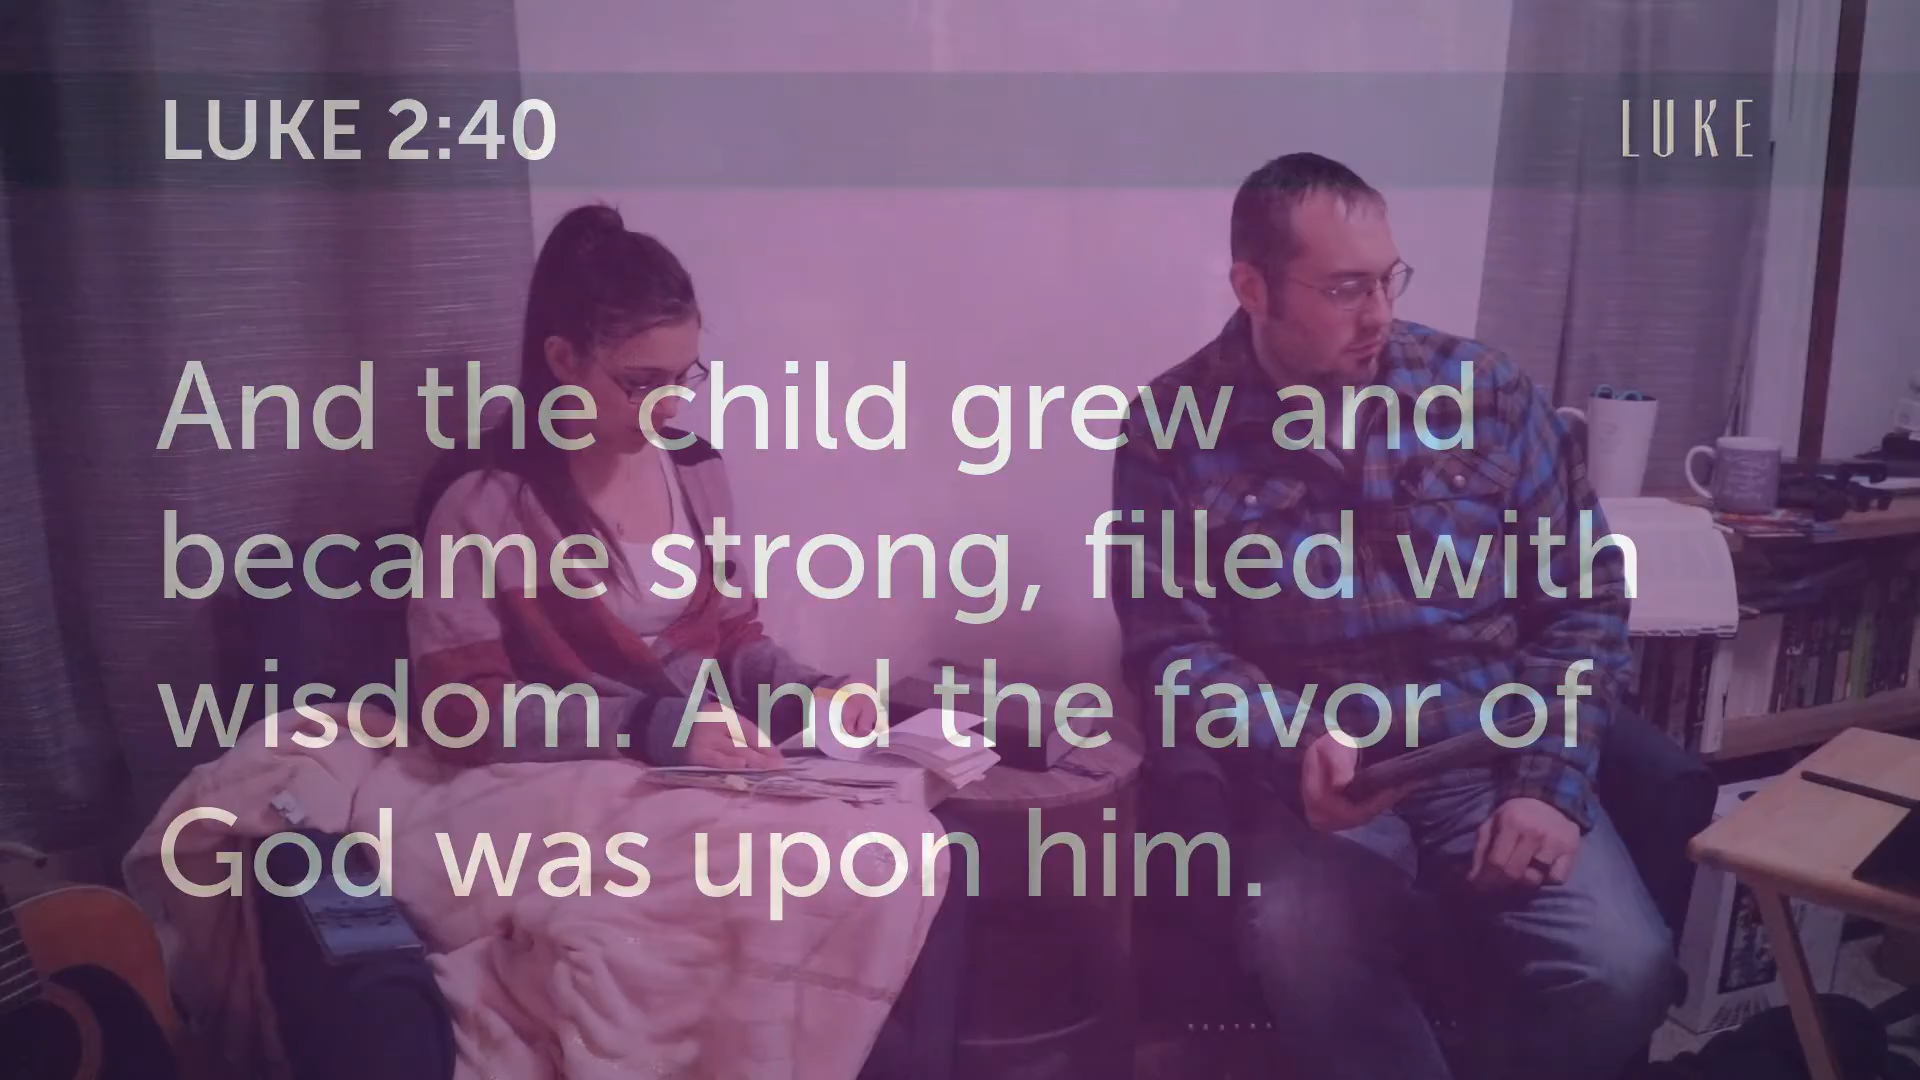 LUKE 2:40
LUKE
And the child grew and
became strong, filled with
wisdom. And the favor of
God was upon him.